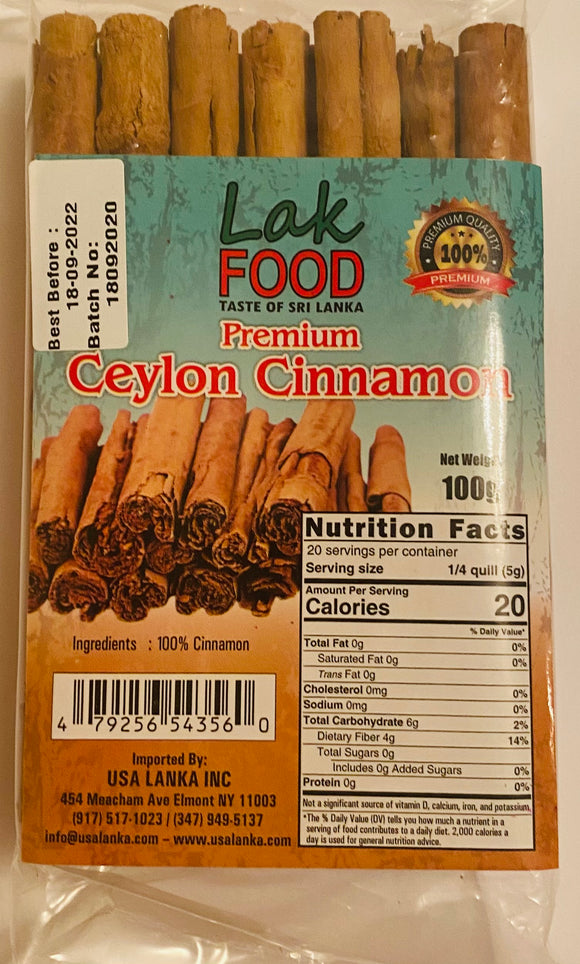 Best Before :
18-09-2022
Batch No:
18092020
Lak
FOOD
TASTE OF SRI LANKA
PREMIUM QUALITY
100%
PREMIUM
Premium
Ceylon Cinnamon
Net
100g
Nutrition Facts
20 servings per container
Serving size 1/4 quill (5g)
Amount Per Serving
Calories 20
% Daily Value*
Total Fat 0g 0%
Saturated Fat 0g 0%
Trans Fat 0g
Cholesterol 0mg 0%
Sodium 0mg 0%
Total Carbohydrate 6g 2%
Dietary Fiber 4g 14%
Total Sugars 0g
Includes 0g Added Sugars 0%
Protein 0g 0%
Not a significant source of vitamin D, calcium, iron, and potassium.
*The % Daily Value (DV) tells you how much a nutrient in a
serving of food contributes to a daily diet. 2,000 calories a
day is used for general nutrition advice.
Ingredients : 100% Cinnamon
4 79256 54356 0
Imported By:
USA LANKA INC
454 Meacham Ave Elmont NY 11003
(917) 517-1023 / (347) 949-5137
info@usalanka.com – www.usalanka.com